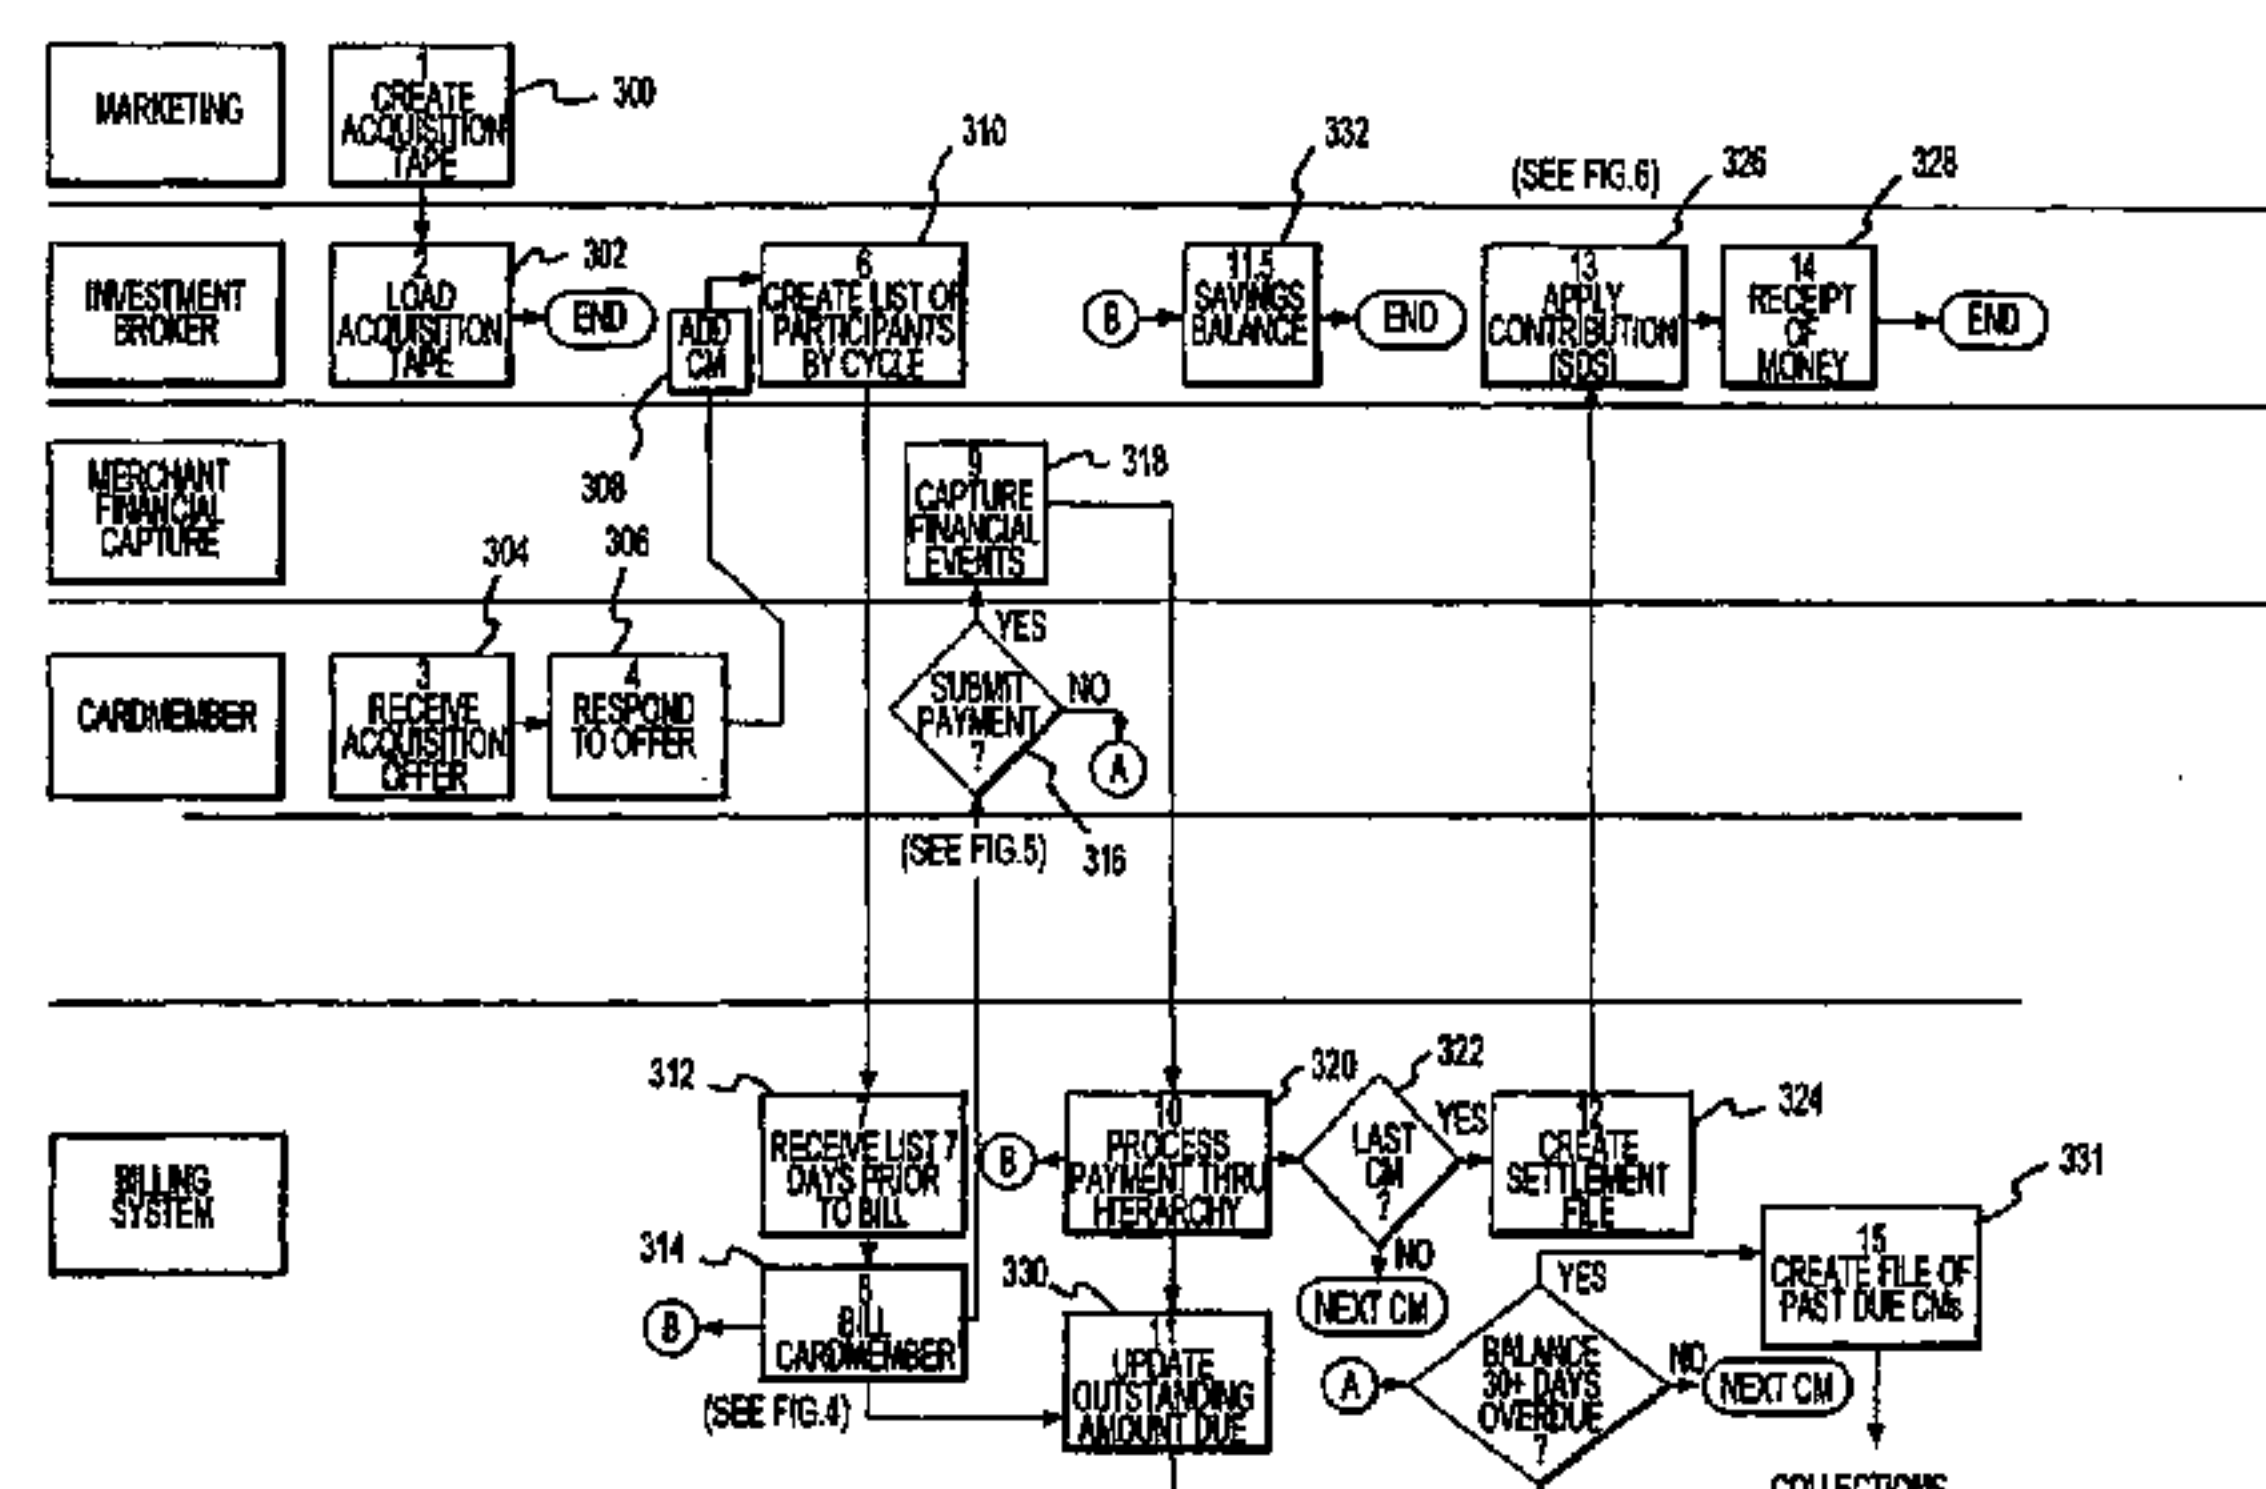 MARKETING
1
CREATE
ACQUISITION
TAPE
300
310
332
(SEE FIG.6)
326
328
INVESTMENT
BROKER
2
LOAD
ACQUISITION
TAPE
302
END
ADD
CM
308
6
CREATE LIST OF
PARTICIPANTS
BY CYCLE
B
11.5
SAVINGS
BALANCE
END
13
APPLY
CONTRIBUTION
(SDS)
14
RECEIPT
OF
MONEY
END
MERCHANT
FINANCIAL
CAPTURE
9
CAPTURE
FINANCIAL
EVENTS
318
304
306
CARDMEMBER
3
RECEIVE
ACQUISITION
OFFER
4
RESPOND
TO OFFER
YES
SUBMIT
PAYMENT
?
NO
A
(SEE FIG.5)
316
BILLING
SYSTEM
312
7
RECEIVE LIST 7
DAYS PRIOR
TO BILL
314
B
BILL
CARDMEMBER
(SEE FIG.4)
B
10
PROCESS
PAYMENT THRU
HIERARCHY
320
322
LAST
CM
?
YES
NO
NEXT CM
12
CREATE
SETTLEMENT
FILE
324
330
11
UPDATE
OUTSTANDING
AMOUNT DUE
A
BALANCE
30+ DAYS
OVERDUE
?
YES
NO
NEXT CM
331
15
CREATE FILE OF
PAST DUE CMs
COLLECTIONS